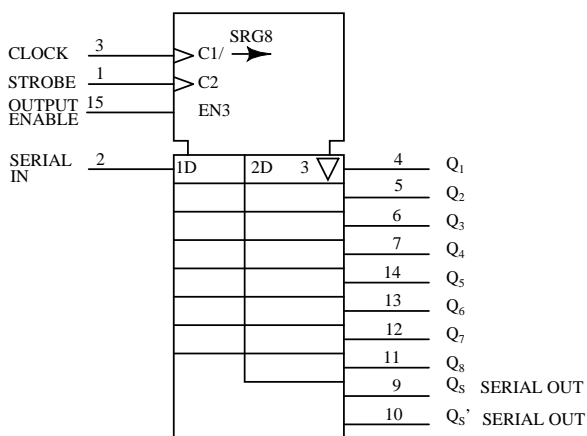 SRG8
CLOCK 3 C1/
STROBE 1 C2
OUTPUT ENABLE 15 EN3
SERIAL IN 2 1D 2D 3 4 Q1
5 Q2
6 Q3
7 Q4
14 Q5
13 Q6
12 Q7
11 Q8
9 QS SERIAL OUT
10 QS’ SERIAL OUT